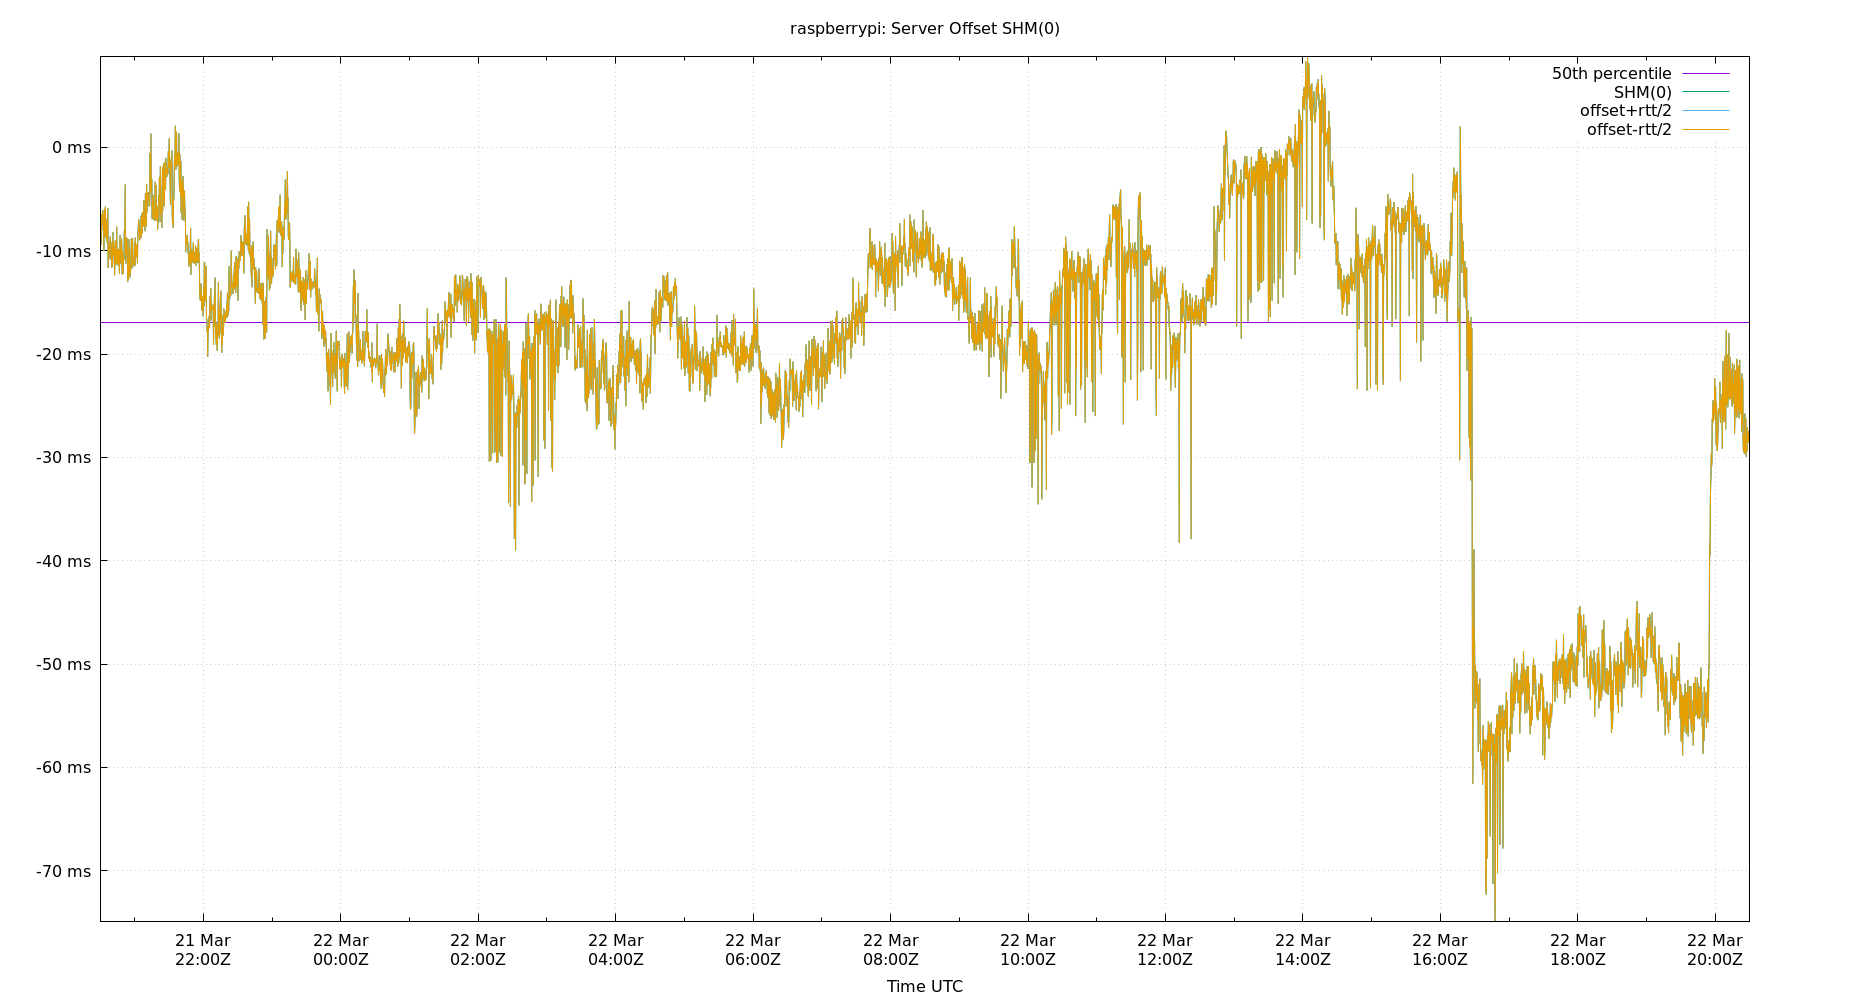 raspberrypi: Server Offset SHM(0)
50th percentile
SHM(0)
offset+rtt/2
offset-rtt/2
0 ms
-10 ms
-20 ms
-30 ms
-40 ms
-50 ms
-60 ms
-70 ms
21 Mar 22 Mar 22 Mar 22 Mar 22 Mar 22 Mar 22 Mar 22 Mar 22 Mar 22 Mar 22 Mar 22 Mar
22:00Z 00:00Z 02:00Z 04:00Z 06:00Z 08:00Z 10:00Z 12:00Z 14:00Z 16:00Z 18:00Z 20:00Z
Time UTC